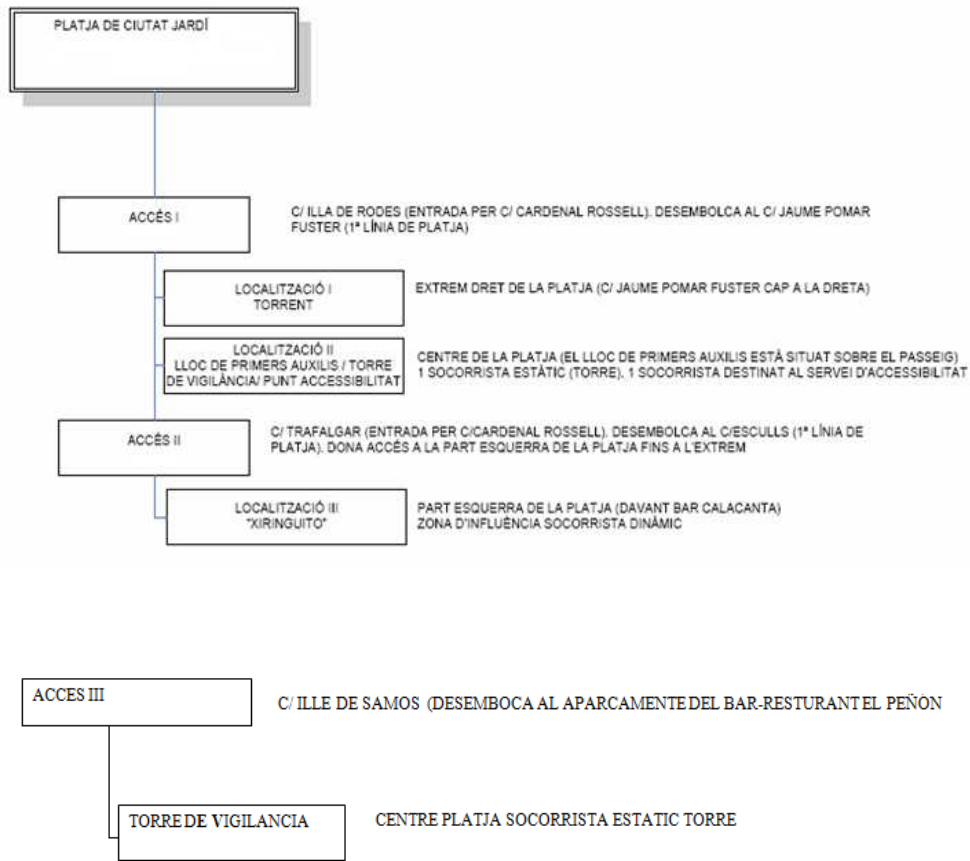 PLATJA DE CIUTAT JARDÍ
ACCÉS I
C/ ILLA DE RODES (ENTRADA PER C/ CARDENAL ROSSELL). DESEMBOLCA AL C/ JAUME POMAR
FUSTER (1ª LÍNIA DE PLATJA)
LOCALITZACIÓ I
TORRENT
EXTREM DRET DE LA PLATJA (C/ JAUME POMAR FUSTER CAP A LA DRETA)
LOCALITZACIÓ II
LLOC DE PRIMERS AUXILIS / TORRE
DE VIGILÀNCIA/ PUNT ACCESSIBILITAT
CENTRE DE LA PLATJA (EL LLOC DE PRIMERS AUXILIS ESTÀ SITUAT SOBRE EL PASSEIG)
1 SOCORRISTA ESTÀTIC (TORRE). 1 SOCORRISTA DESTINAT AL SERVEI D'ACCESSIBILITAT
ACCÉS II
C/ TRAFALGAR (ENTRADA PER C/CARDENAL ROSSELL). DESEMBOLCA AL C/ESCULLS (1ª LÍNIA DE
PLATJA). DONA ACCÉS A LA PART ESQUERRA DE LA PLATJA FINS A L'EXTREM
LOCALITZACIÓ III
"XIRINGUITO"
PART ESQUERRA DE LA PLATJA (DAVANT BAR CALACANTA)
ZONA D'INFLUÈNCIA SOCORRISTA DINÀMIC
ACCES III
C/ ILLE DE SAMOS (DESEMBOCA AL APARCAMENTE DEL BAR-RESTURANT EL PEÑÒN
TORRE DE VIGILANCIA
CENTRE PLATJA SOCORRISTA ESTATIC TORRE